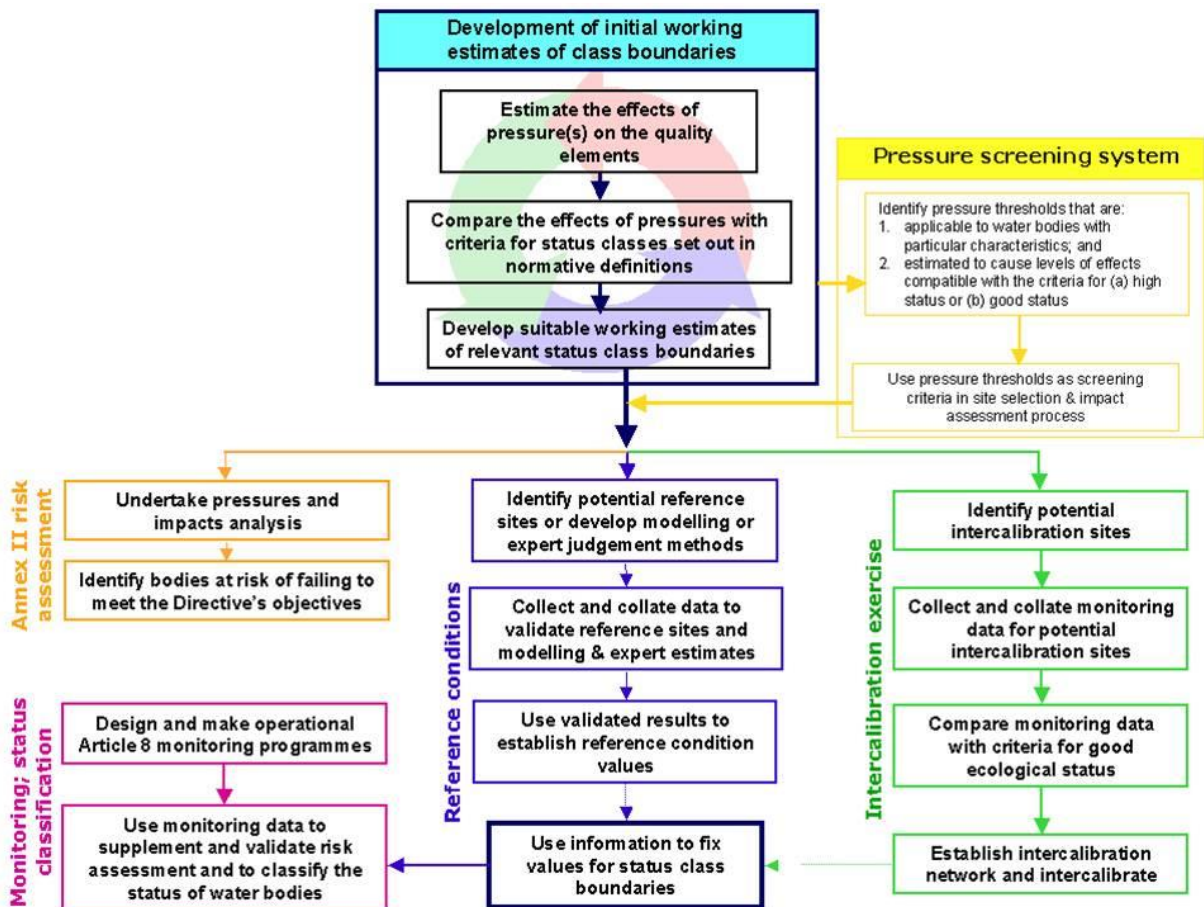 Development of initial working
estimates of class boundaries
Estimate the effects of
pressure(s) on the quality
elements
Compare the effects of pressures with
criteria for status classes set out in
normative definitions
Develop suitable working estimates
of relevant status class boundaries
Pressure screening system
Identify pressure thresholds that are:
1. applicable to water bodies with
particular characteristics; and
2. estimated to cause levels of effects
compatible with the criteria for (a) high
status or (b) good status
Use pressure thresholds as screening
criteria in site selection & impact
assessment process
Annex II risk
assessment
Undertake pressures and
impacts analysis
Identify bodies at risk of failing to
meet the Directive's objectives
Monitoring; status
classification
Design and make operational
Article 8 monitoring programmes
Use monitoring data to
supplement and validate risk
assessment and to classify the
status of water bodies
Reference conditions
Identify potential reference
sites or develop modelling or
expert judgement methods
Collect and collate data to
validate reference sites and
modelling & expert estimates
Use validated results to
establish reference condition
values
Use information to fix
values for status class
boundaries
Intercalibration exercise
Identify potential
intercalibration sites
Collect and collate monitoring
data for potential
intercalibration sites
Compare monitoring data
with criteria for good
ecological status
Establish intercalibration
network and intercalibrate